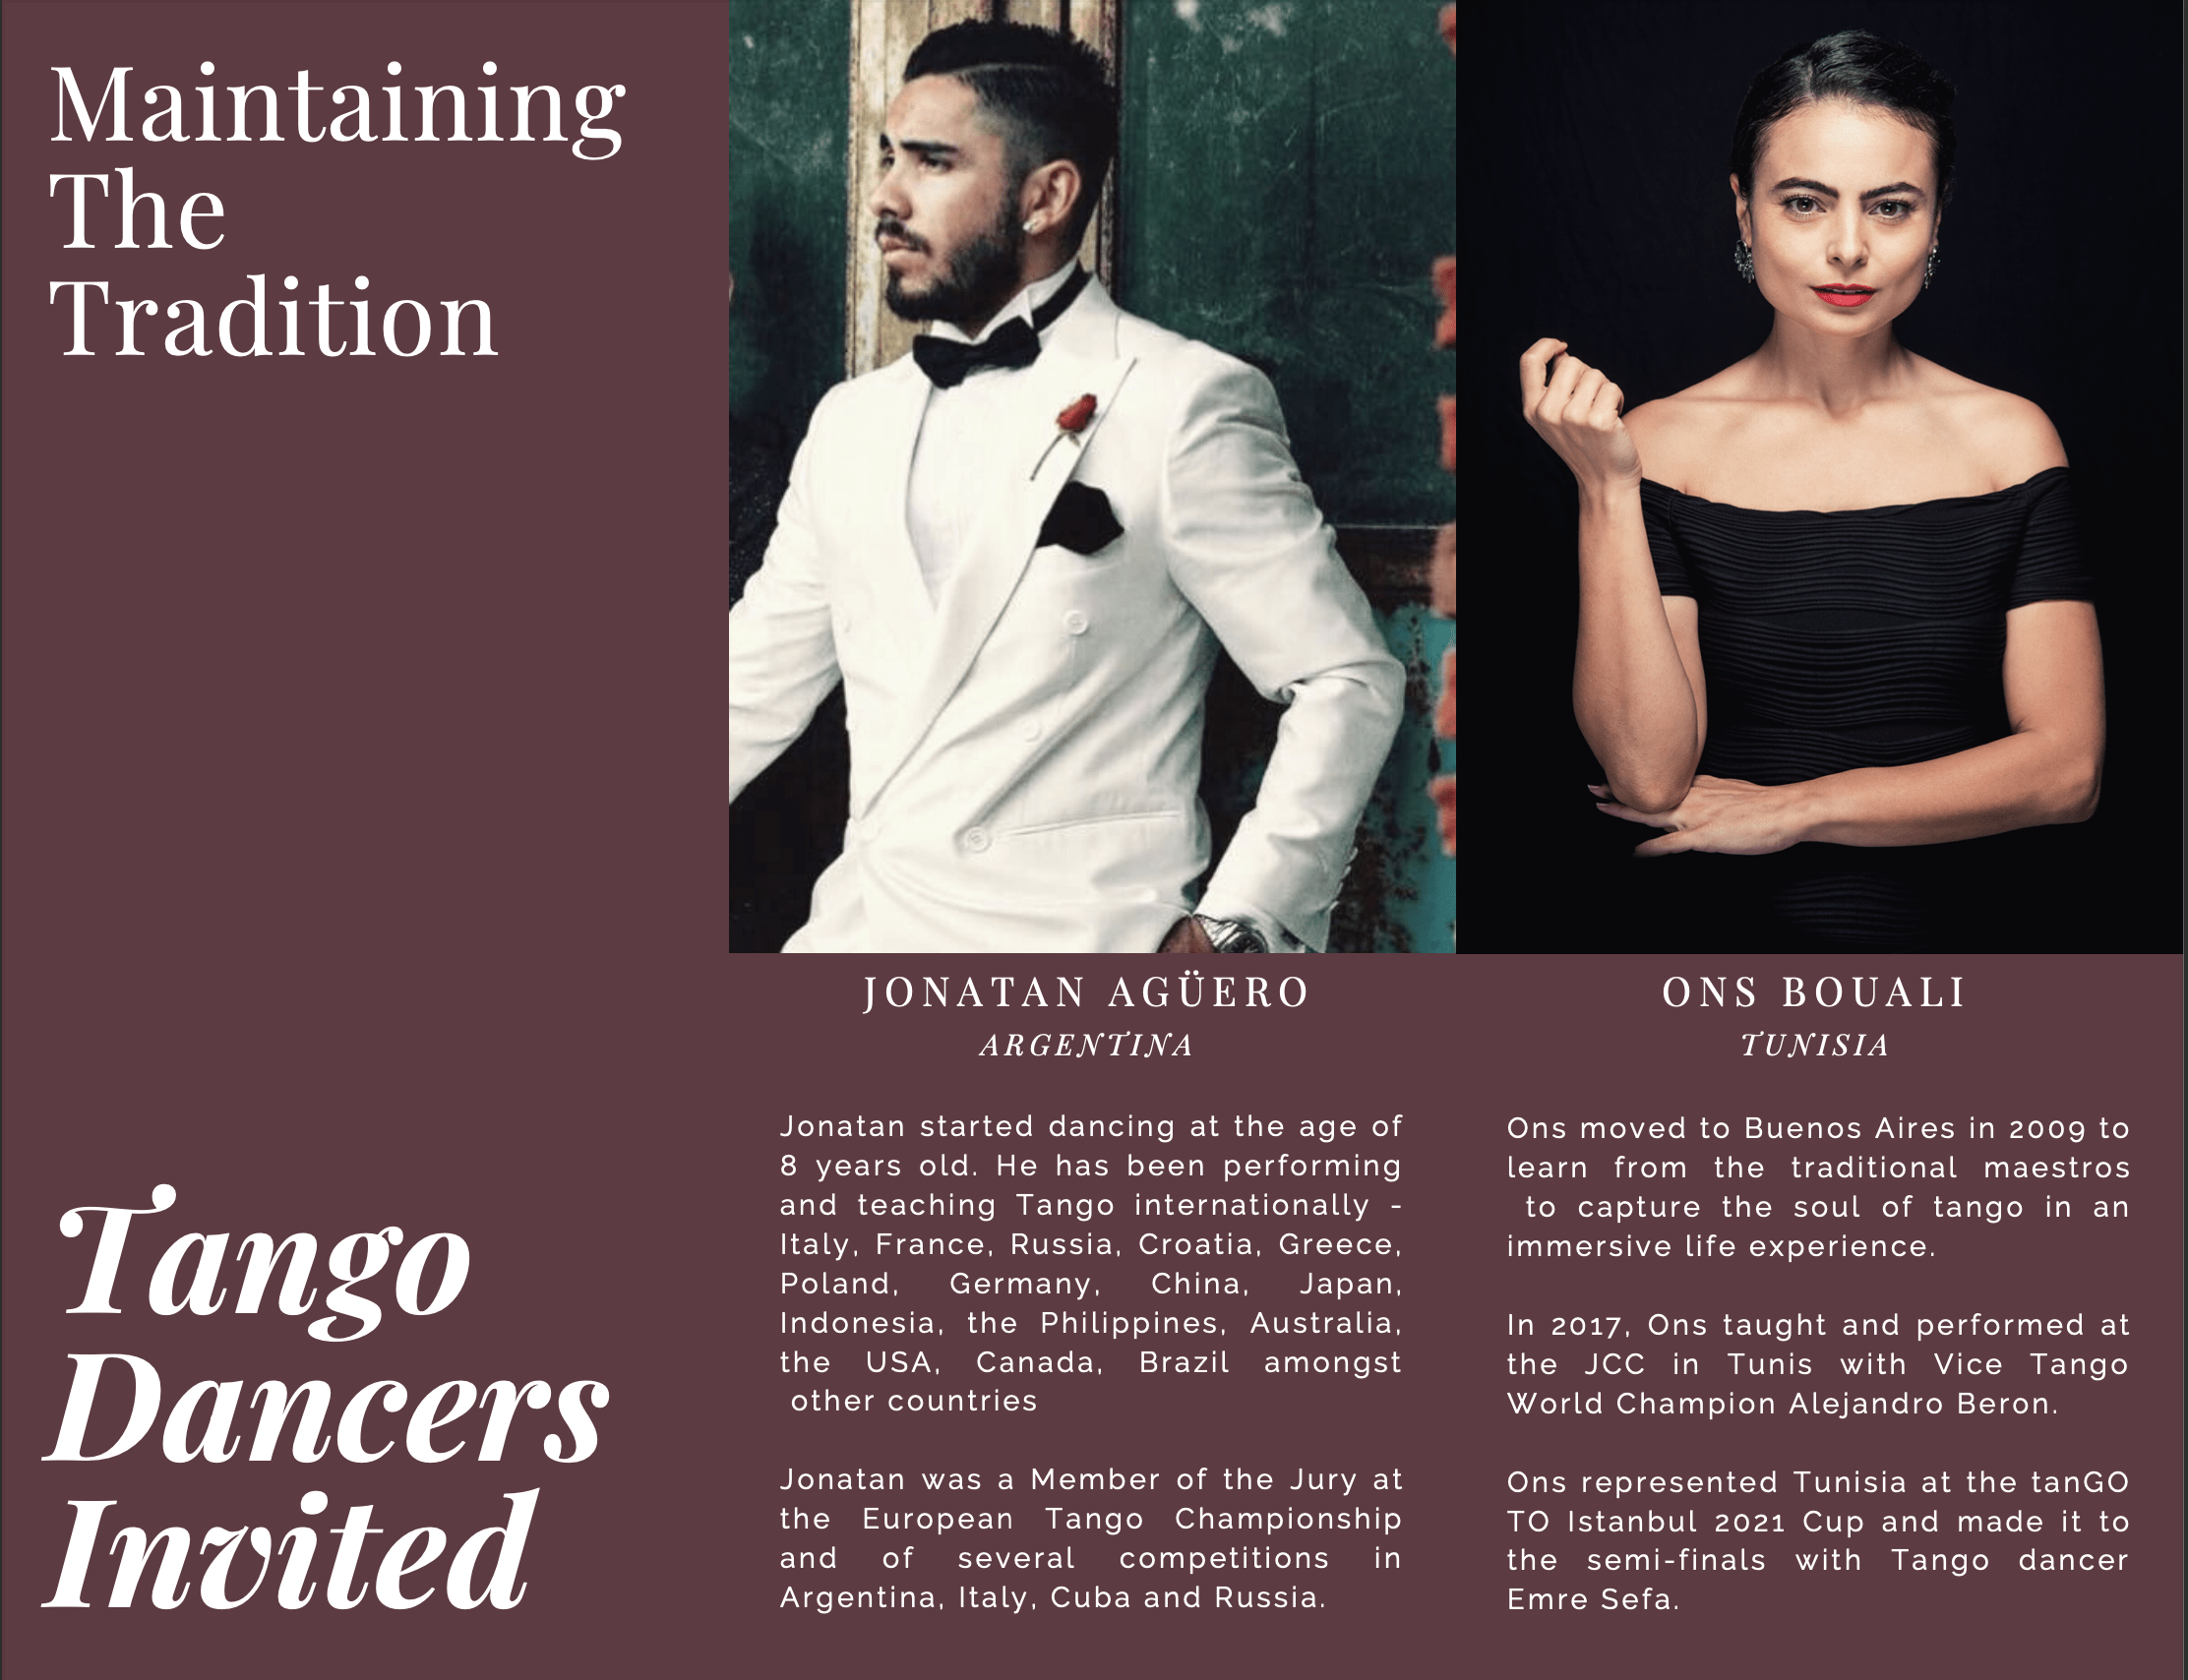 Maintaining
The
Tradition
Tango
Dancers
Invited
JONATAN AGÜERO
ARGENTINA
Jonatan started dancing at the age of
8 years old. He has been performing
and teaching Tango internationally -
Italy, France, Russia, Croatia, Greece,
Poland, Germany, China, Japan,
Indonesia, the Philippines, Australia,
the USA, Canada, Brazil amongst
other countries
Jonatan was a Member of the Jury at
the European Tango Championship
and of several competitions in
Argentina, Italy, Cuba and Russia.
ONS BOUALI
TUNISIA
Ons moved to Buenos Aires in 2009 to
learn from the traditional maestros
to capture the soul of tango in an
immersive life experience.
In 2017, Ons taught and performed at
the JCC in Tunis with Vice Tango
World Champion Alejandro Beron.
Ons represented Tunisia at the tanGO
TO Istanbul 2021 Cup and made it to
the semi-finals with Tango dancer
Emre Sefa.